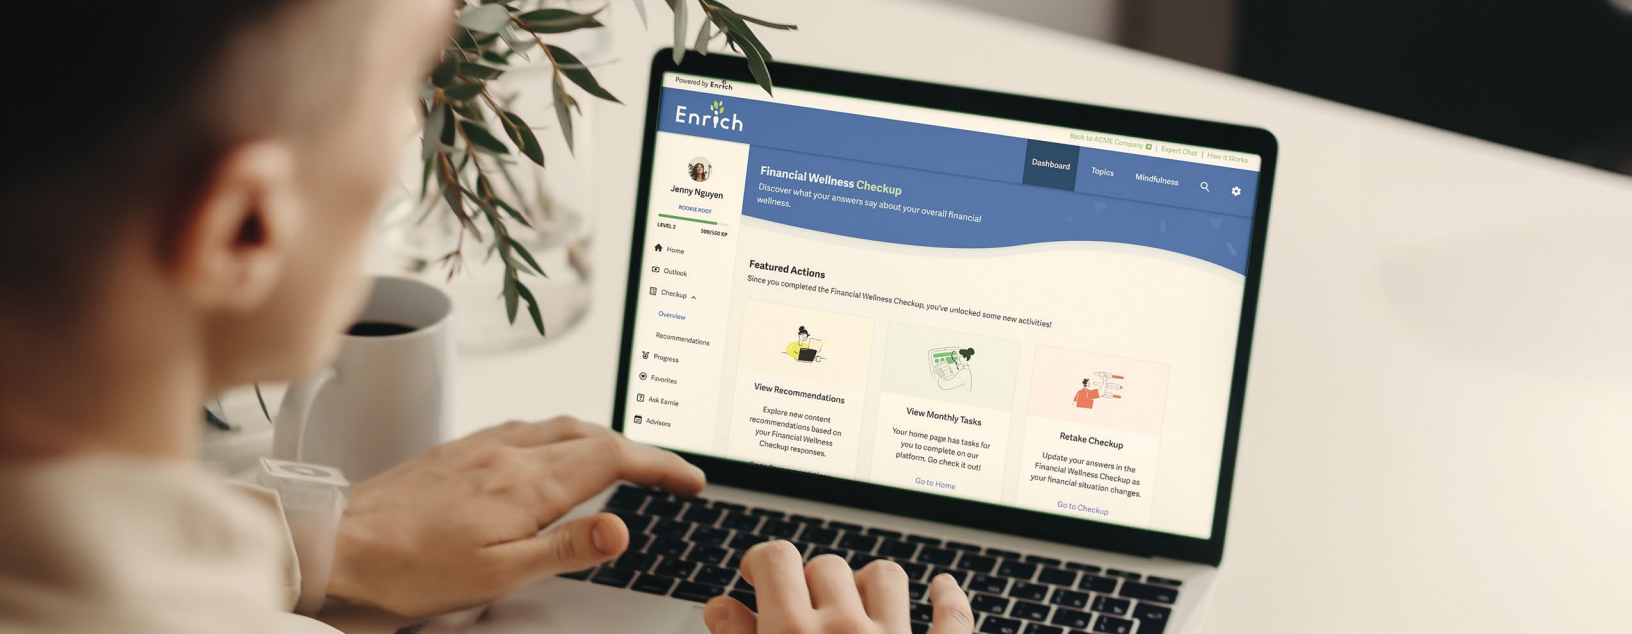 Powered by Enrich
Enrich
Back to ACME Company | Expert Chat | How it Works
Dashboard
Topics
Mindfulness
Jenny Nguyen
ROOKIE ROOT
LEVEL 2
500/550 XP
Home
Outlook
Checkup
Overview
Recommendations
Progress
Favorites
Ask Earnie
Advisors
Financial Wellness Checkup
Discover what your answers say about your overall financial
wellness.
Featured Actions
Since you completed the Financial Wellness Checkup, you've unlocked some new activities!
View Recommendations
Explore new content
recommendations based on
your Financial Wellness
Checkup responses.
View Monthly Tasks
Your home page has tasks for
you to complete on our
platform. Go check it out!
Go to Home
Retake Checkup
Update your answers in the
Financial Wellness Checkup as
your financial situation changes.
Go to Checkup